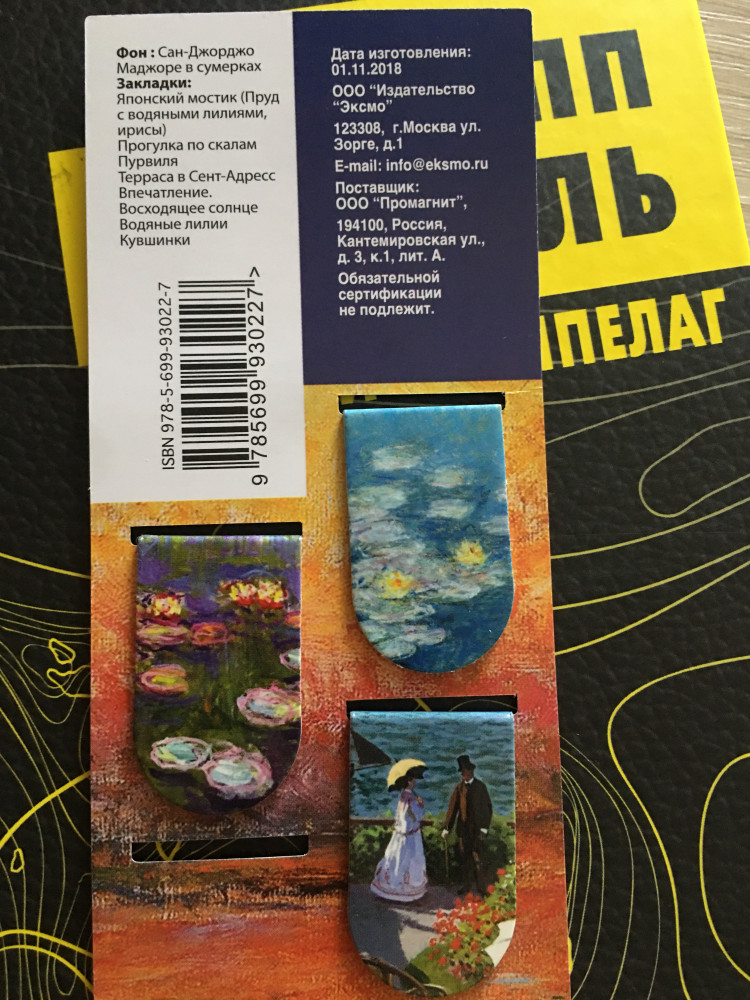 Фон : Сан-Джорджо
Маджоре в сумерках
Закладки:
Японский мостик (Пруд
с водяными лилиями,
ирисы)
Прогулка по скалам
Пурвиля
Терраса в Сент-Адресс
Впечатление.
Восходящее солнце
Водяные лилии
Кувшинки
ISBN 978-5-699-93022-7
9 785699 930227 >
Дата изготовления:
01.11.2018
ООО "Издательство
"Эксмо"
123308, г.Москва ул.
Зорге, д.1
E-mail: info@eksmo.ru
Поставщик:
ООО "Промагнит",
194100, Россия,
Кантемировская ул.,
д. 3, к.1, лит. А.
Обязательной
сертификации
не подлежит.
ПП
ЛЬ
ИПЕЛАГ